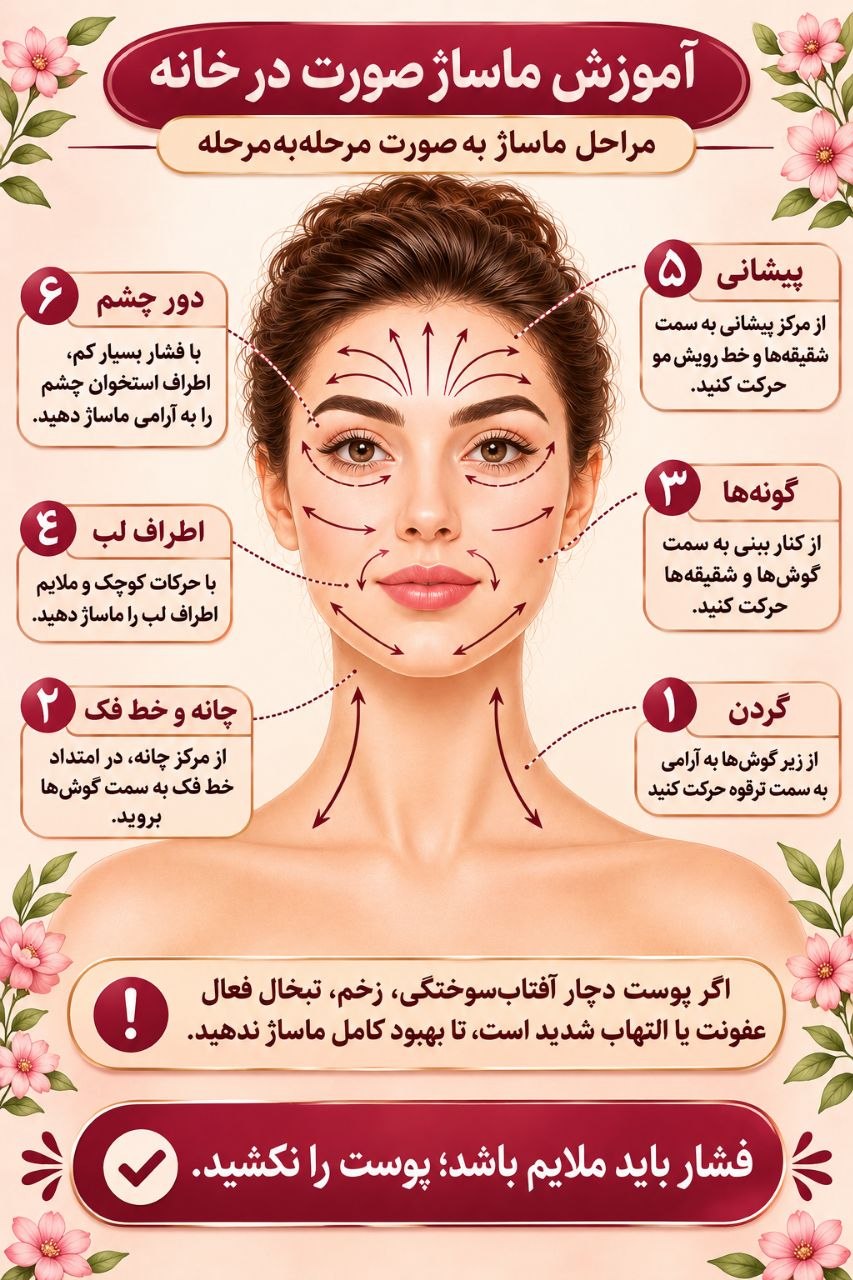 آموزش ماساژ صورت در خانه
مراحل ماساژ به صورت مرحله‌به‌مرحله
۵
پیشانی
از مرکز پیشانی به سمت
شقیقه‌ها و خط رویش مو
حرکت کنید.
۶
دور چشم
با فشار بسیار کم،
اطراف استخوان چشم
را به آرامی ماساژ دهید.
۳
گونه‌ها
از کنار بینی به سمت
گوش‌ها و شقیقه‌ها
حرکت کنید.
۴
اطراف لب
با حرکات کوچک و ملایم
اطراف لب را ماساژ دهید.
۱
گردن
از زیر گوش‌ها به آرامی
به سمت ترقوه حرکت کنید
۲
چانه و خط فک
از مرکز چانه، در امتداد
خط فک به سمت گوش‌ها
بروید.
اگر پوست دچار آفتاب‌سوختگی، زخم، تبخال فعال
عفونت یا التهاب شدید است، تا بهبود کامل ماساژ ندهید.
!
فشار باید ملایم باشد؛ پوست را نکشید.